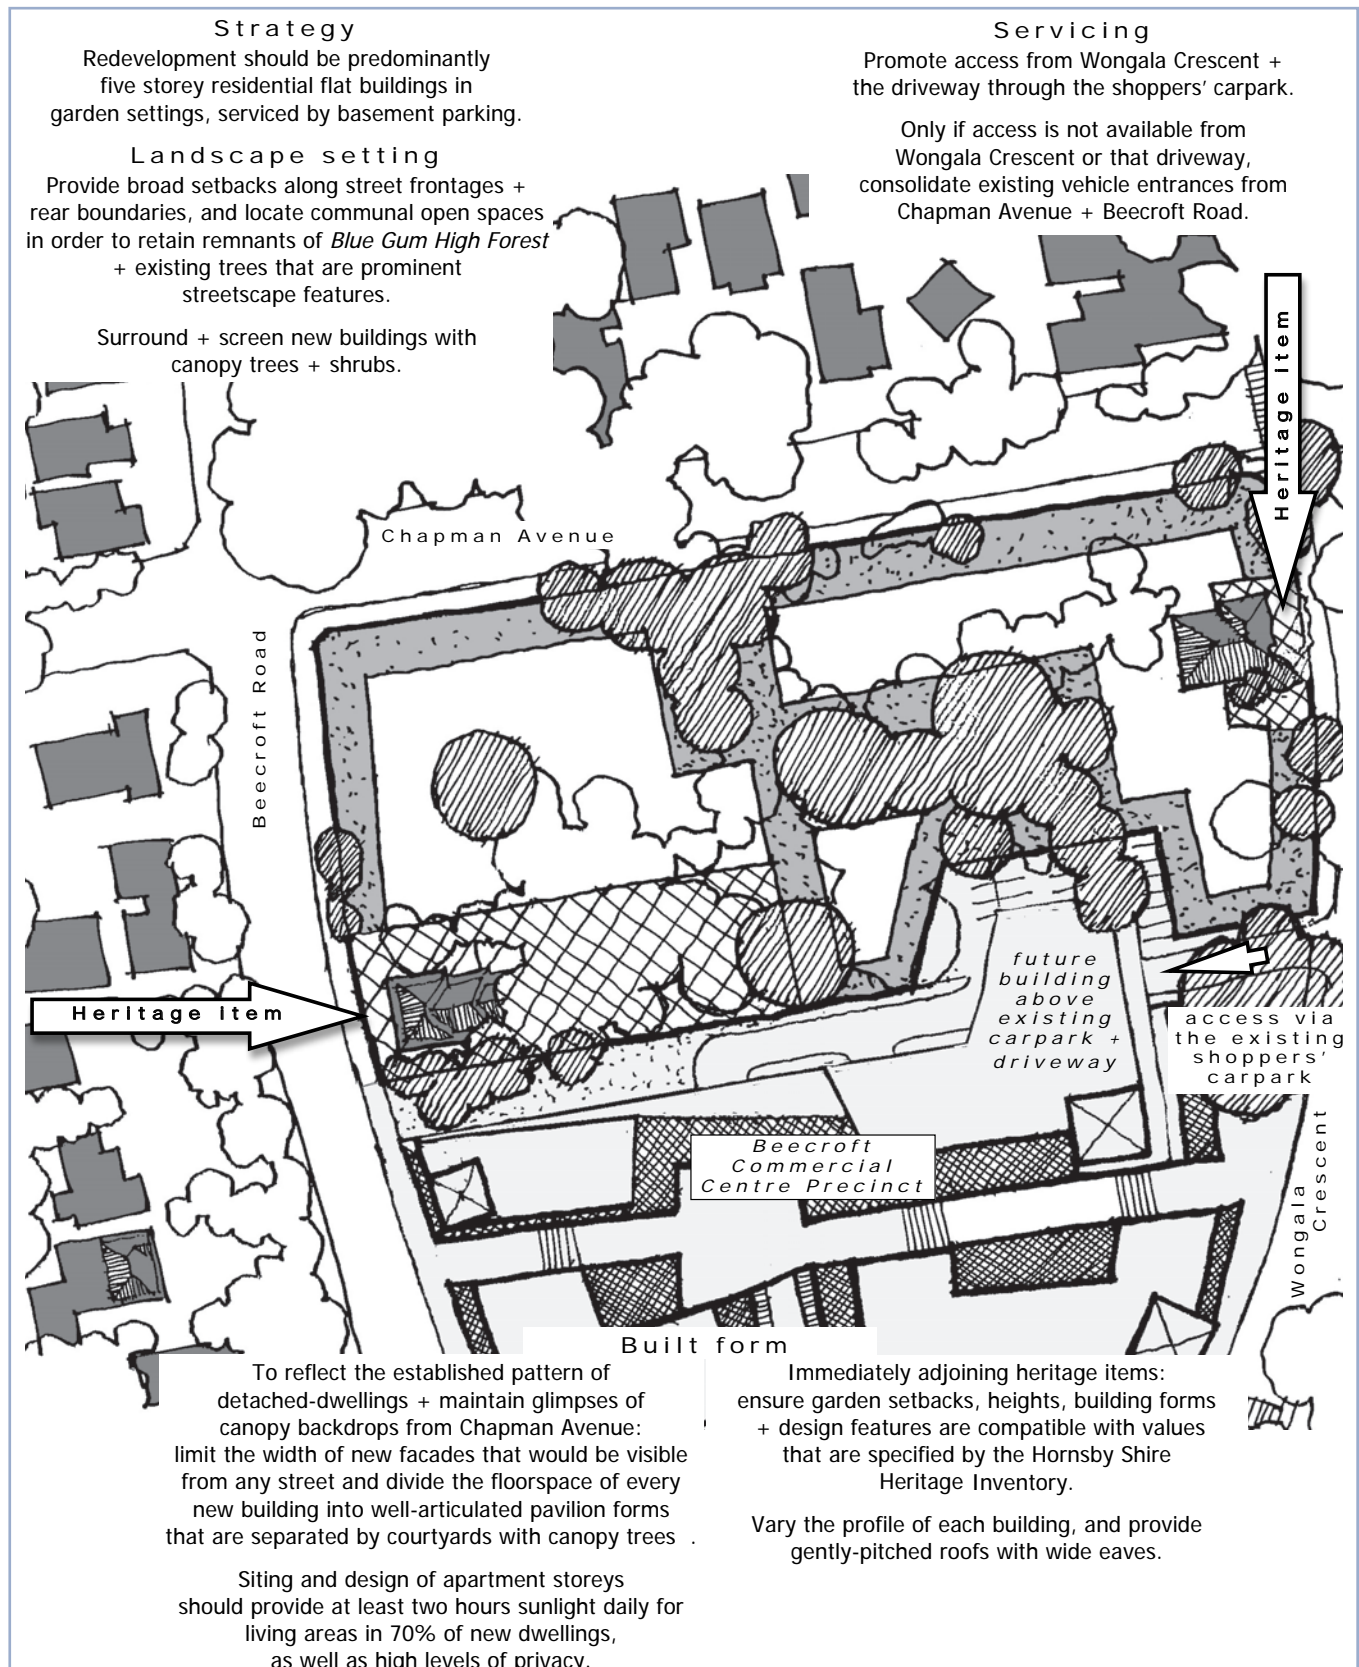 Strategy
Redevelopment should be predominantly
five storey residential flat buildings in
garden settings, serviced by basement parking.
Landscape setting
Provide broad setbacks along street frontages +
rear boundaries, and locate communal open spaces
in order to retain remnants of Blue Gum High Forest
+ existing trees that are prominent
streetscape features.
Surround + screen new buildings with
canopy trees + shrubs.
Servicing
Promote access from Wongala Crescent +
the driveway through the shoppers' carpark.
Only if access is not available from
Wongala Crescent or that driveway,
consolidate existing vehicle entrances from
Chapman Avenue + Beecroft Road.
Heritage item
Chapman Avenue
Beecroft Road
Heritage item
future
building
above
existing
carpark +
driveway
access via
the existing
shoppers'
carpark
Beecroft
Commercial
Centre Precinct
Wongala
Crescent
Built form
To reflect the established pattern of
detached-dwellings + maintain glimpses of
canopy backdrops from Chapman Avenue:
limit the width of new facades that would be visible
from any street and divide the floorspace of every
new building into well-articulated pavilion forms
that are separated by courtyards with canopy trees .
Siting and design of apartment storeys
should provide at least two hours sunlight daily for
living areas in 70% of new dwellings,
as well as high levels of privacy.
Immediately adjoining heritage items:
ensure garden setbacks, heights, building forms
+ design features are compatible with values
that are specified by the Hornsby Shire
Heritage Inventory.
Vary the profile of each building, and provide
gently-pitched roofs with wide eaves.